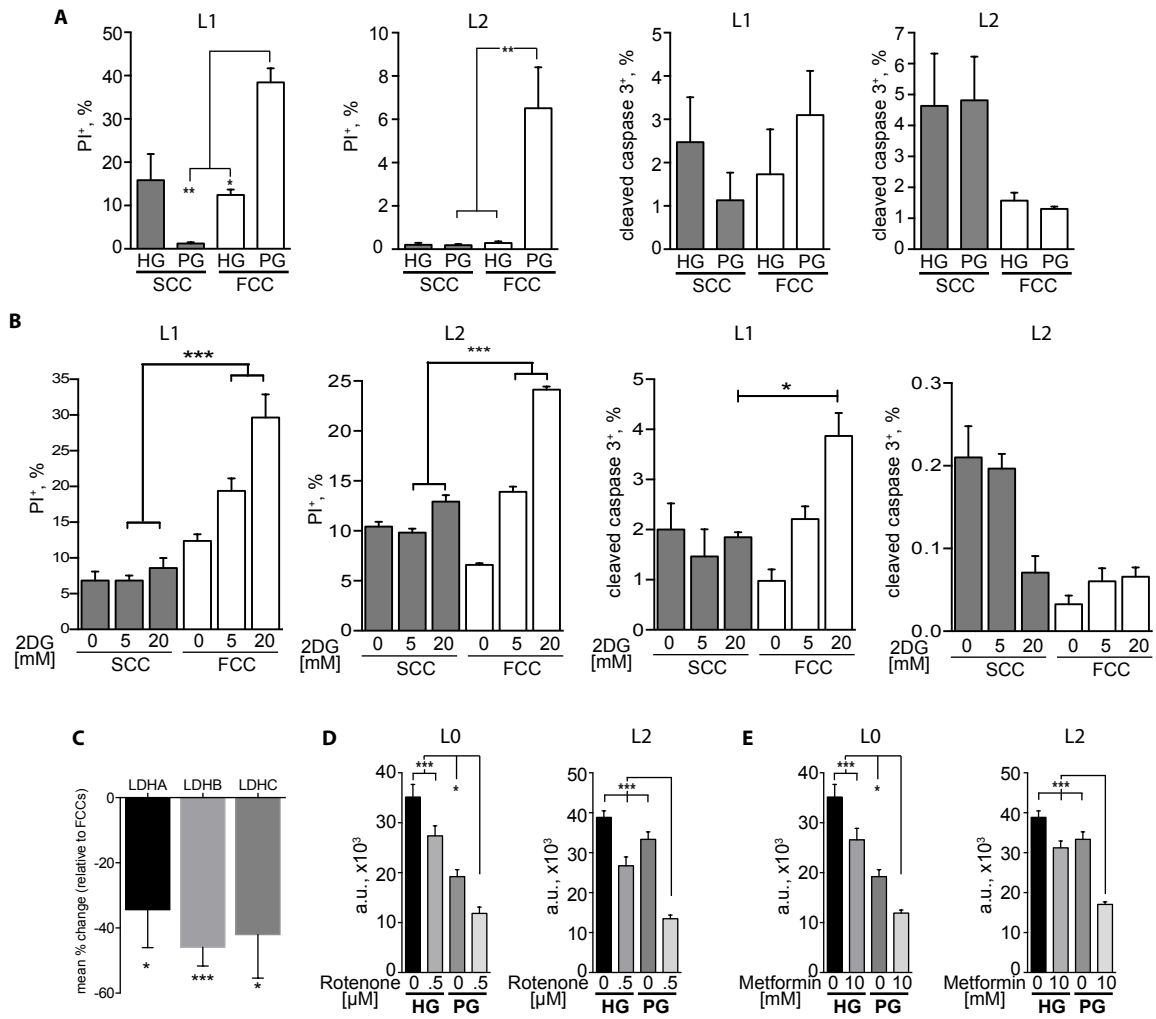 A
L1
L2
L1
L2
PI+, %
50
40
30
20
10
0
**
*
HG PG HG PG
SCC FCC
PI+, %
10
8
6
4
2
0
**
HG PG HG PG
SCC FCC
cleaved caspase 3+, %
5
4
3
2
1
0
HG PG HG PG
SCC FCC
cleaved caspase 3+, %
7
6
5
4
3
2
1
0
HG PG HG PG
SCC FCC
B
L1
L2
L1
L2
PI+, %
35
30
25
20
15
10
5
0
***
2DG 0 5 20 0 5 20
[mM] SCC FCC
PI+, %
25
20
15
10
5
0
***
2DG 0 5 20 0 5 20
[mM] SCC FCC
cleaved caspase 3+, %
5
4
3
2
1
0
*
2DG 0 5 20 0 5 20
[mM] SCC FCC
cleaved caspase 3+, %
0.3
0.2
0.1
0.0
2DG 0 5 20 0 5 20
[mM] SCC FCC
C
LDHA LDHB LDHC
mean % change (relative to FCCs)
0
-20
-40
-60
*
***
*
D
L0
L2
a.u., x10³
40
30
20
10
0
***
*
Rotenone 0 .5 0 .5
[µM] HG PG
a.u., x10³
50
40
30
20
10
0
***
Rotenone 0 .5 0 .5
[µM] HG PG
E
L0
L2
a.u., x10³
40
30
20
10
0
***
*
Metformin 0 10 0 10
[mM] HG PG
a.u., x10³
50
40
30
20
10
0
***
Metformin 0 10 0 10
[mM] HG PG